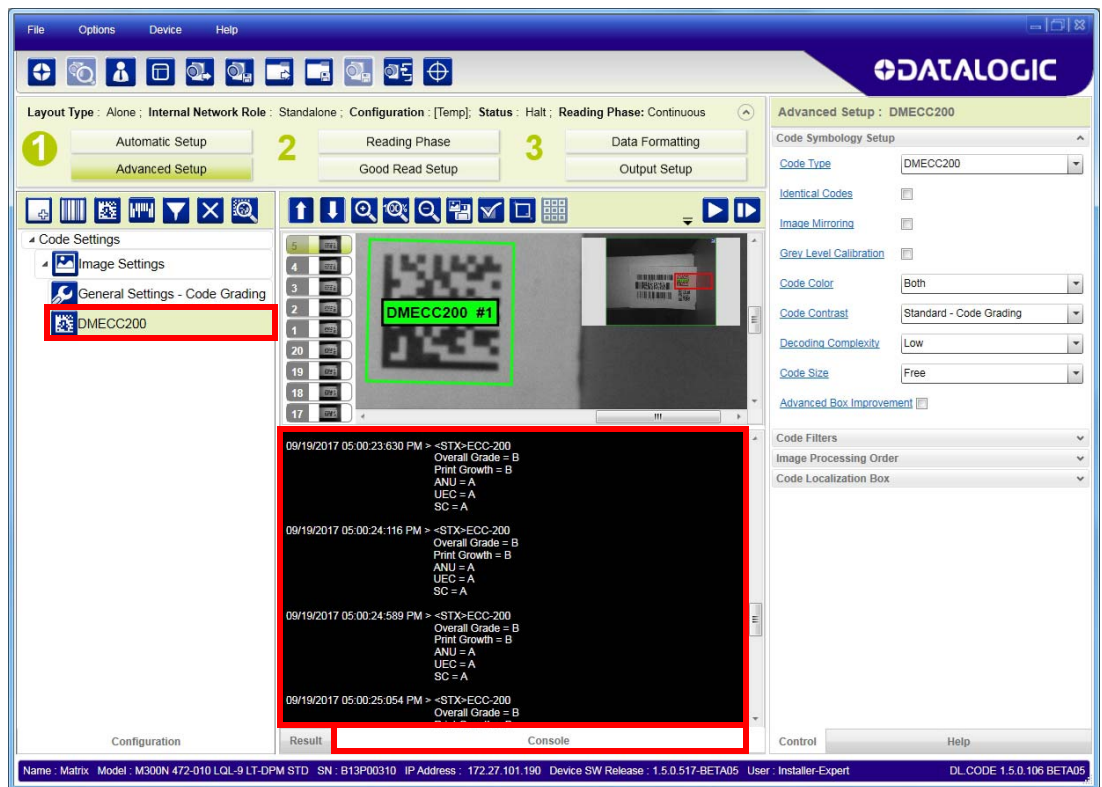 File Options Device Help
DATALOGIC
Layout Type : Alone ; Internal Network Role : Standalone ; Configuration : [Temp]; Status : Halt ; Reading Phase: Continuous
1 Automatic Setup 2 Reading Phase 3 Data Formatting
Advanced Setup Good Read Setup Output Setup
Code Settings
Image Settings
General Settings - Code Grading
DMECC200
5
4
3
2
1
20
19
18
17
DMECC200 #1
09/19/2017 05:00:23:630 PM > <STX>ECC-200
Overall Grade = B
Print Growth = B
ANU = A
UEC = A
SC = A
09/19/2017 05:00:24:116 PM > <STX>ECC-200
Overall Grade = B
Print Growth = B
ANU = A
UEC = A
SC = A
09/19/2017 05:00:24:589 PM > <STX>ECC-200
Overall Grade = B
Print Growth = B
ANU = A
UEC = A
SC = A
09/19/2017 05:00:25:054 PM > <STX>ECC-200
Overall Grade = B
Configuration
Result Console
Advanced Setup : DMECC200
Code Symbology Setup
Code Type DMECC200
Identical Codes
Image Mirroring
Grey Level Calibration
Code Color Both
Code Contrast Standard - Code Grading
Decoding Complexity Low
Code Size Free
Advanced Box Improvement
Code Filters
Image Processing Order
Code Localization Box
Control Help
Name : Matrix Model : M300N 472-010 LQL-9 LT-DPM STD SN : B13P00310 IP Address : 172.27.101.190 Device SW Release : 1.5.0.517-BETA05 User : Installer-Expert DL.CODE 1.5.0.106 BETA05